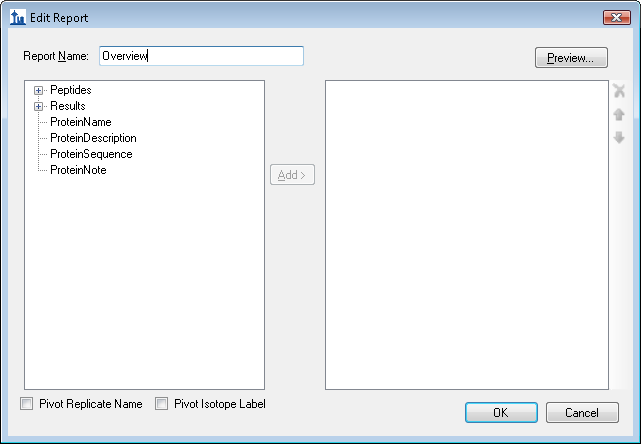 Edit Report
Report Name: Overview
Preview...
Peptides
Results
ProteinName
ProteinDescription
ProteinSequence
ProteinNote
Add >
Pivot Replicate Name
Pivot Isotope Label
OK
Cancel